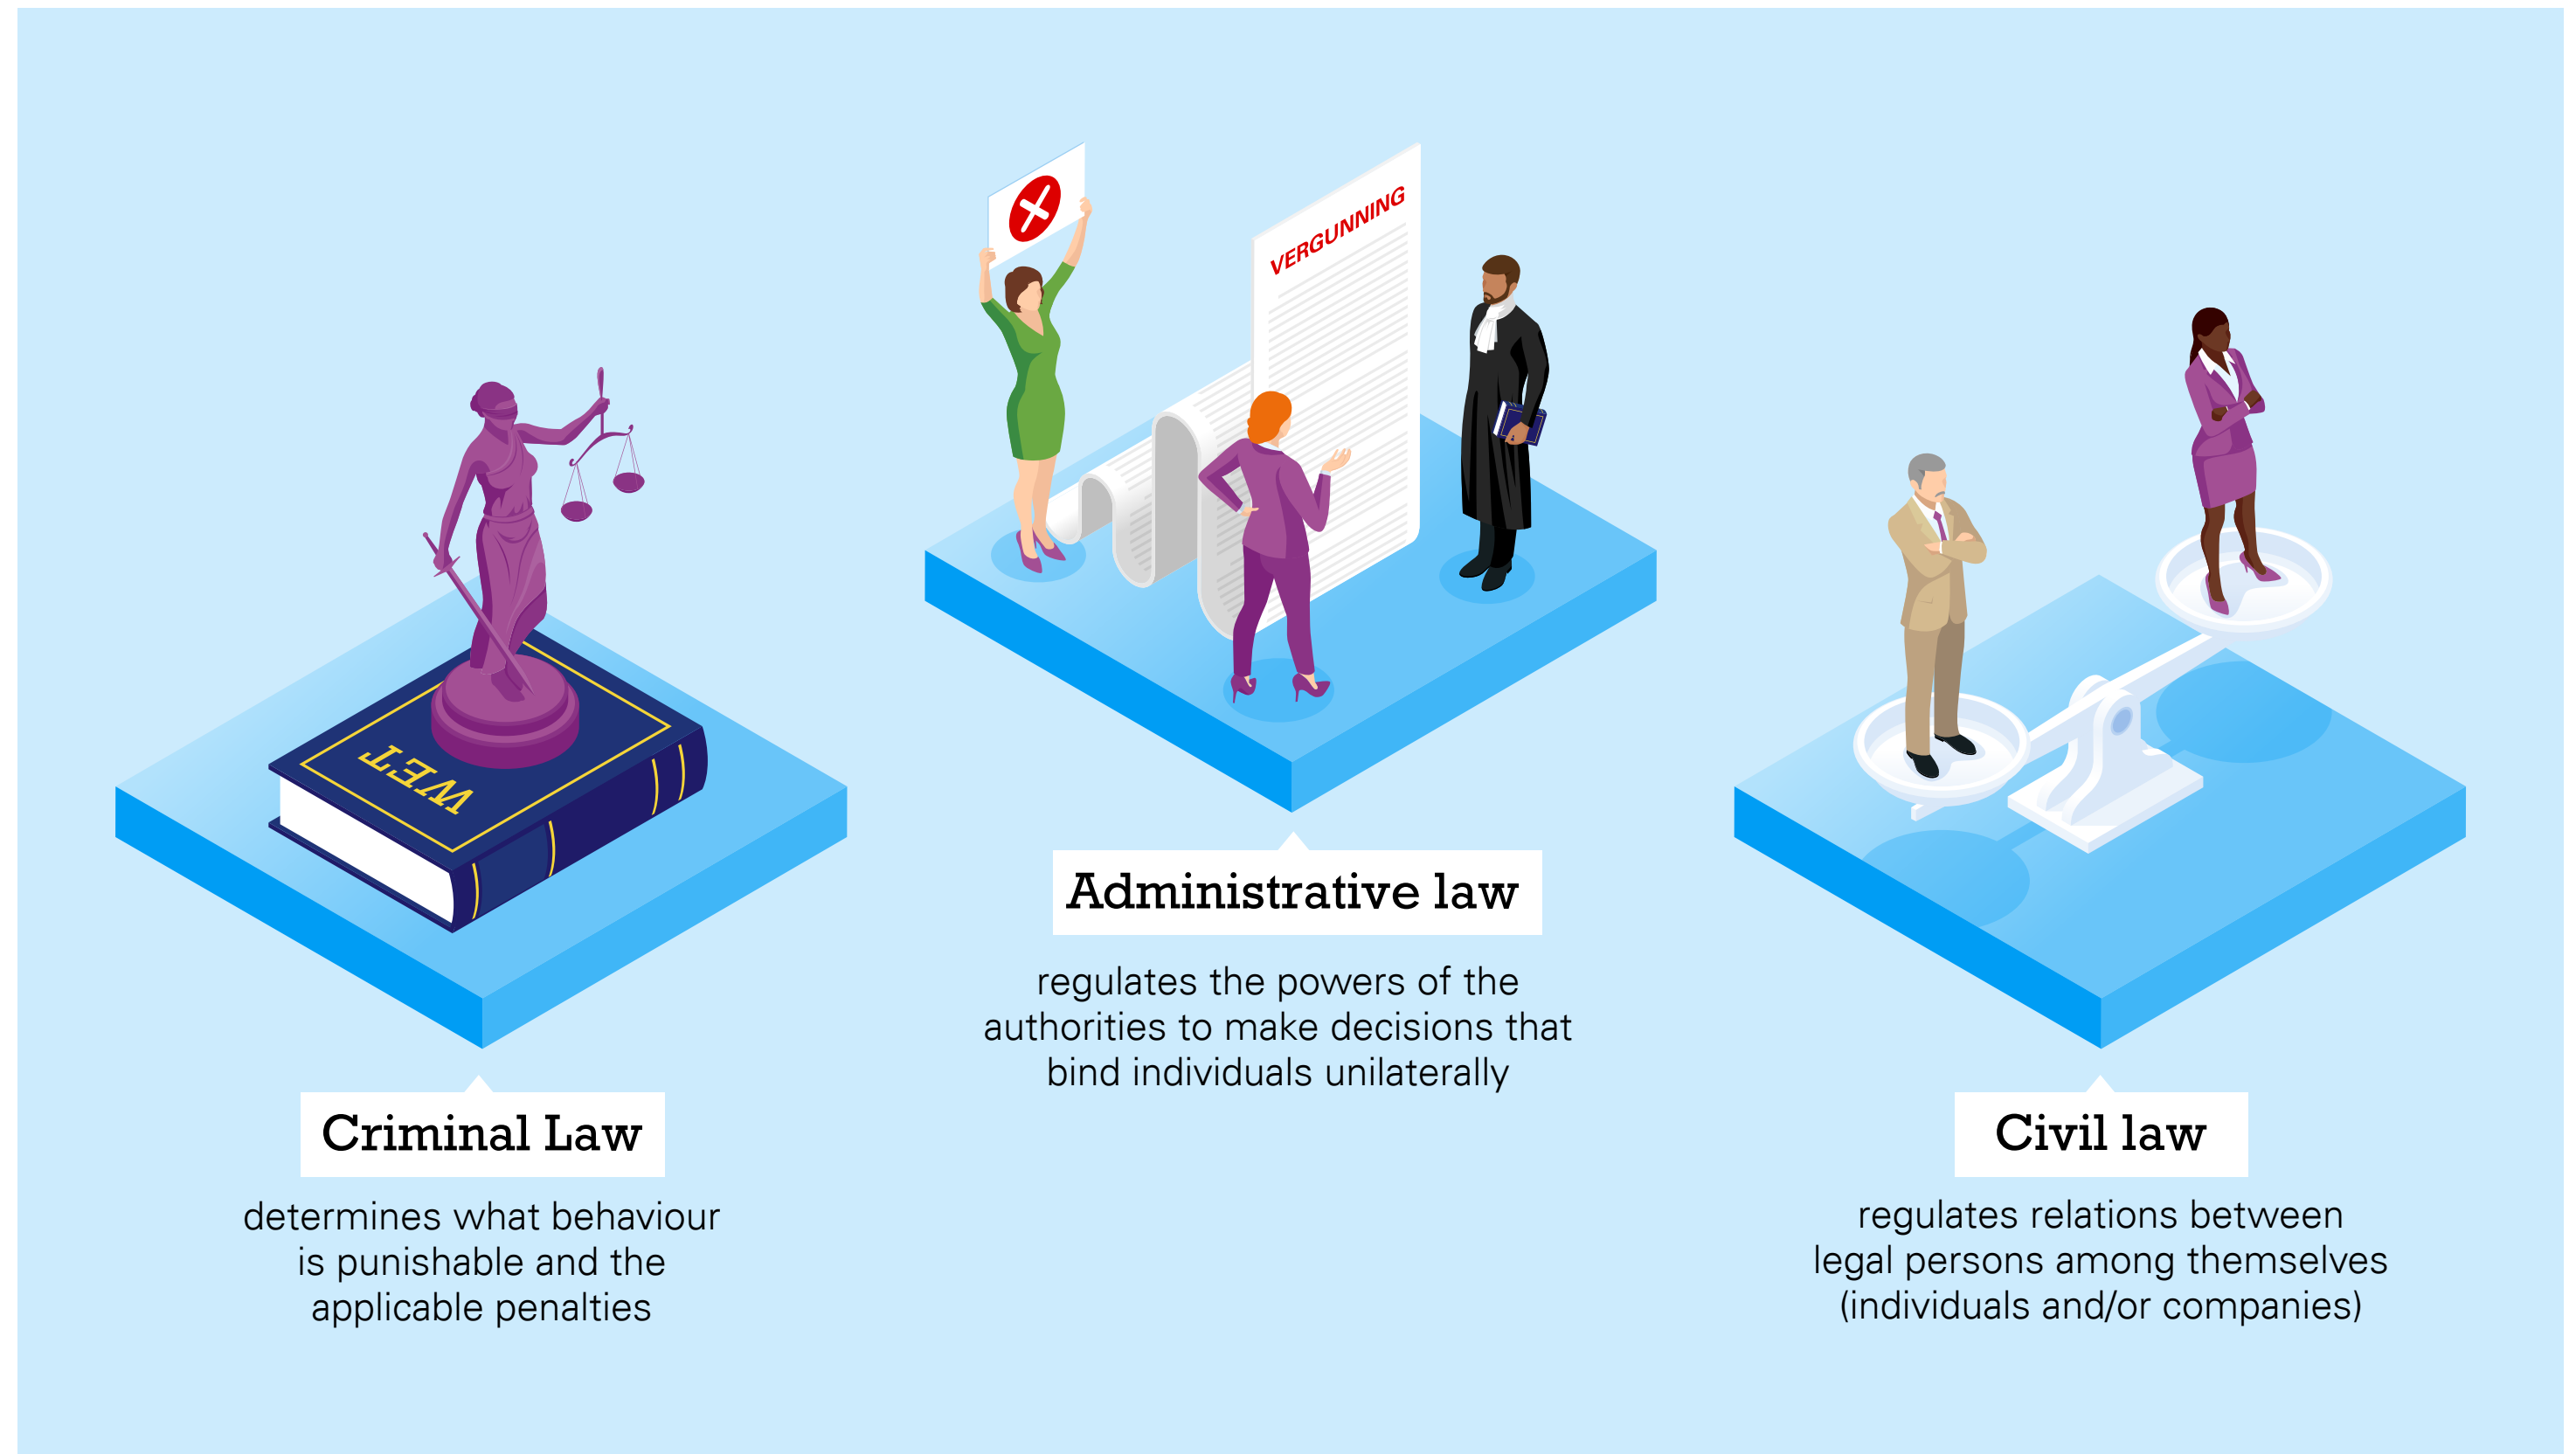 WET
Criminal Law
determines what behaviour
is punishable and the
applicable penalties
VERGUNNING
Administrative law
regulates the powers of the
authorities to make decisions that
bind individuals unilaterally
Civil law
regulates relations between
legal persons among themselves
(individuals and/or companies)